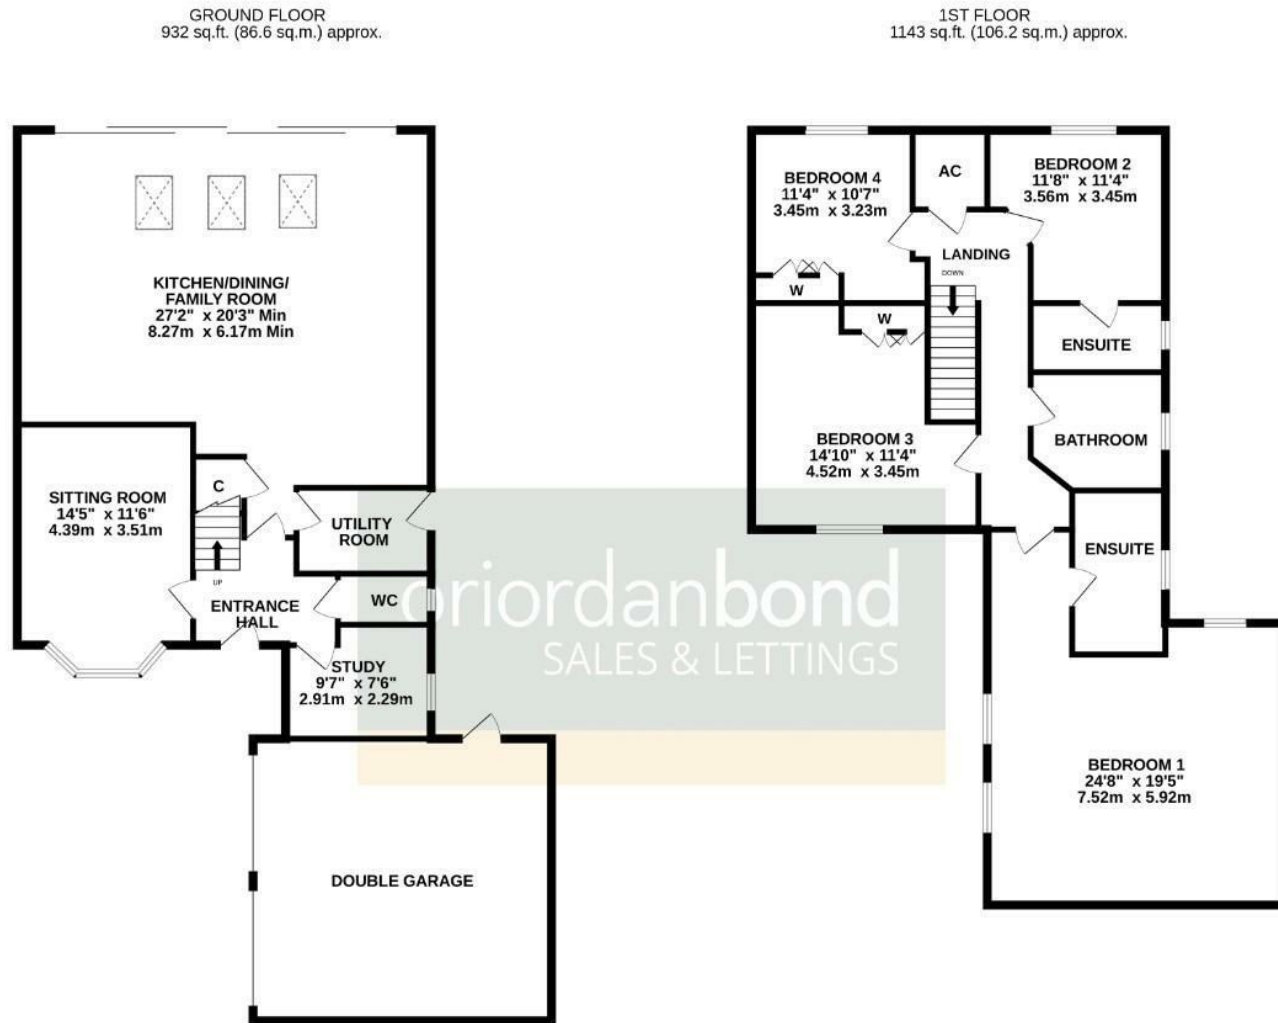 GROUND FLOOR
932 sq.ft. (86.6 sq.m.) approx.
KITCHEN/DINING/
FAMILY ROOM
27'2" x 20'3" Min
8.27m x 6.17m Min
SITTING ROOM
14'5" x 11'6"
4.39m x 3.51m
C
UTILITY
ROOM
UP
ENTRANCE
HALL
WC
STUDY
9'7" x 7'6"
2.91m x 2.29m
DOUBLE GARAGE
1ST FLOOR
1143 sq.ft. (106.2 sq.m.) approx.
BEDROOM 4
11'4" x 10'7"
3.45m x 3.23m
AC
BEDROOM 2
11'8" x 11'4"
3.56m x 3.45m
LANDING
DOWN
W
W
ENSUITE
BATHROOM
BEDROOM 3
14'10" x 11'4"
4.52m x 3.45m
ENSUITE
BEDROOM 1
24'8" x 19'5"
7.52m x 5.92m
oriordanbond
SALES & LETTINGS